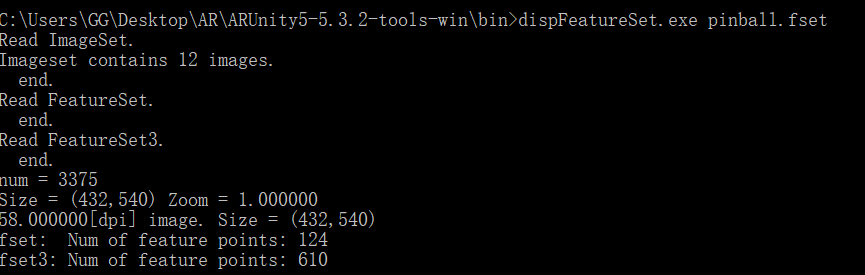 C:\Users\GG\Desktop\AR\ARUnity5-5.3.2-tools-win\bin>dispFeatureSet.exe pinball.fset
Read ImageSet.
Imageset contains 12 images.
  end.
Read FeatureSet.
  end.
Read FeatureSet3.
  end.
num = 3375
Size = (432,540) Zoom = 1.000000
58.000000[dpi] image. Size = (432,540)
fset:  Num of feature points: 124
fset3: Num of feature points: 610